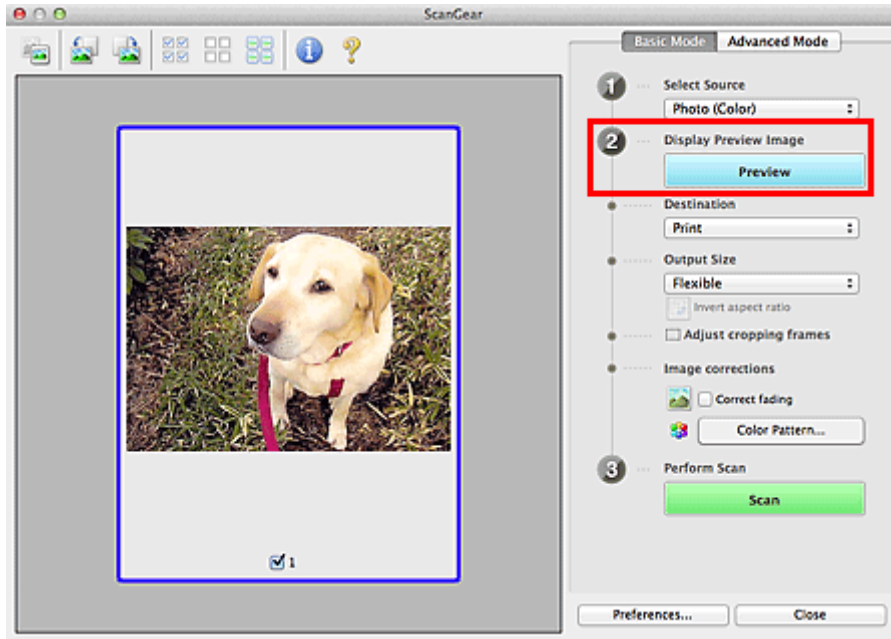 ScanGear
Basic Mode Advanced Mode
1 Select Source
Photo (Color)
2 Display Preview Image
Preview
Destination
Print
Output Size
Flexible
Invert aspect ratio
Adjust cropping frames
Image corrections
Correct fading
Color Pattern...
3 Perform Scan
Scan
1
Preferences... Close